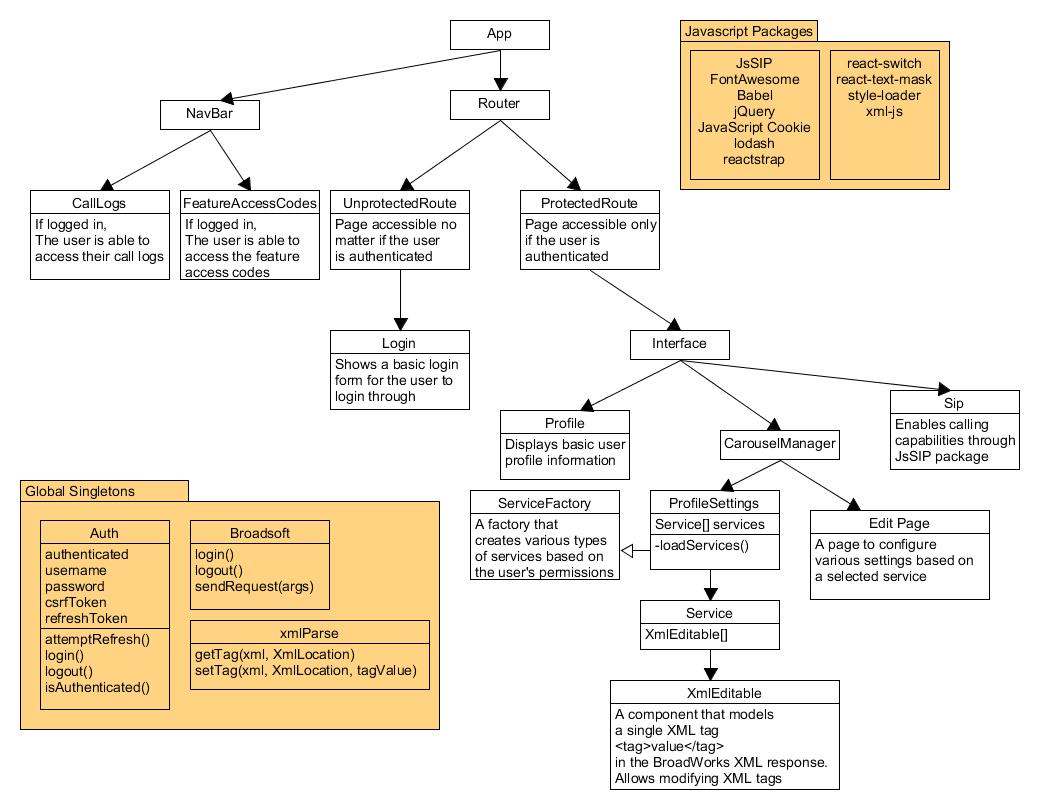 App
Javascript Packages
JsSIP
FontAwesome
Babel
jQuery
JavaScript Cookie
lodash
reactstrap
react-switch
react-text-mask
style-loader
xml-js
NavBar
Router
CallLogs
If logged in,
The user is able to
access their call logs
FeatureAccessCodes
If logged in,
The user is able to
access the feature
access codes
UnprotectedRoute
Page accessible no
matter if the user
is authenticated
ProtectedRoute
Page accessible only
if the user is
authenticated
Login
Shows a basic login
form for the user to
login through
Interface
Profile
Displays basic user
profile information
CarouselManager
Sip
Enables calling
capabilities through
JsSIP package
ServiceFactory
A factory that
creates various types
of services based on
the user's permissions
ProfileSettings
Service[] services
-loadServices()
Edit Page
A page to configure
various settings based on
a selected service
Service
XmlEditable[]
XmlEditable
A component that models
a single XML tag
<tag>value</tag>
in the BroadWorks XML response.
Allows modifying XML tags
Global Singletons
Auth
authenticated
username
password
csrfToken
refreshToken
attemptRefresh()
login()
logout()
isAuthenticated()
Broadsoft
login()
logout()
sendRequest(args)
xmlParse
getTag(xml, XmlLocation)
setTag(xml, XmlLocation, tagValue)